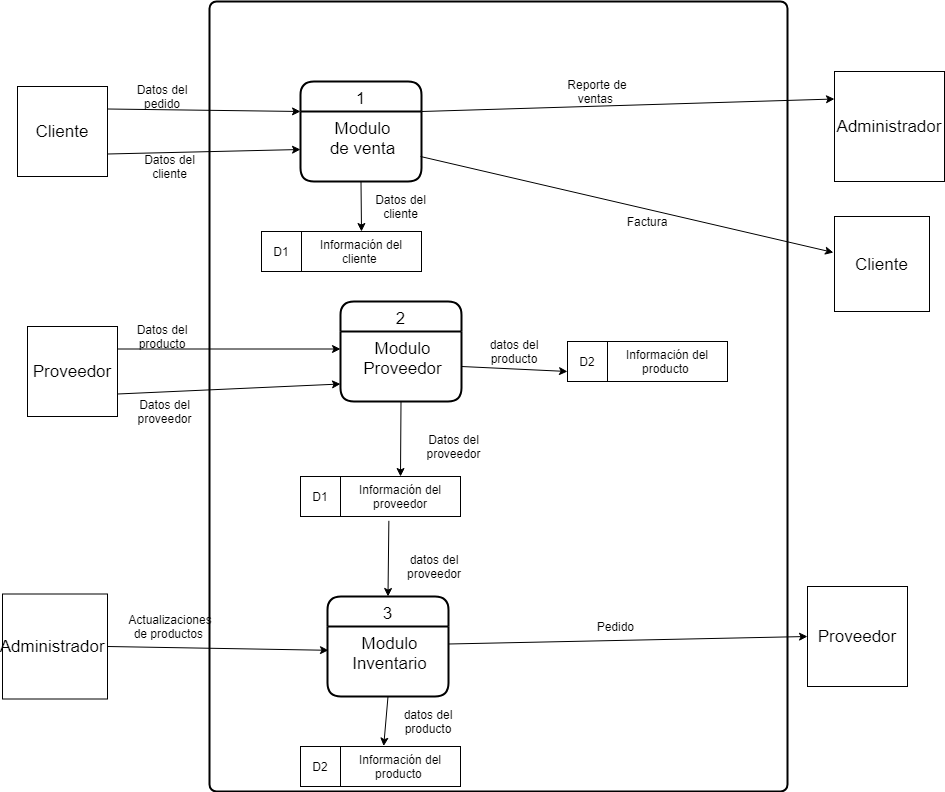 Datos del
pedido
Cliente
Datos del
cliente
1
Modulo
de venta
Reporte de
ventas
Administrador
Datos del
cliente
Factura
Cliente
D1
Información del
cliente
Datos del
producto
Proveedor
Datos del
proveedor
2
Modulo
Proveedor
datos del
producto
D2
Información del
producto
Datos del
proveedor
D1
Información del
proveedor
datos del
proveedor
Administrador
Actualizaciones
de productos
3
Modulo
Inventario
Pedido
Proveedor
datos del
producto
D2
Información del
producto